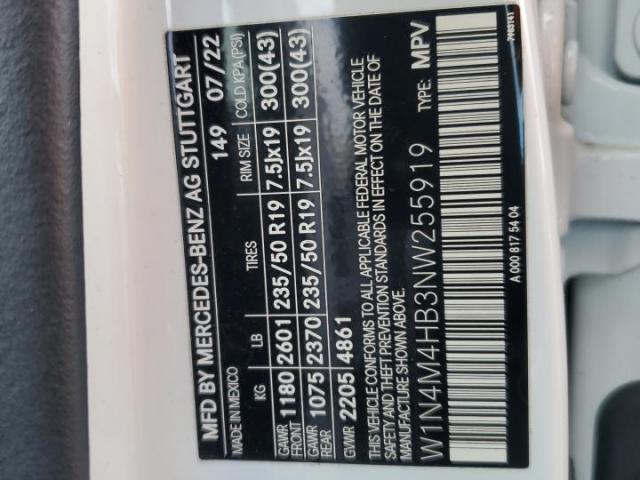 MFD BY MERCEDES-BENZ AG STUTTGART
MADE IN MEXICO 149 07/22
KG LB TIRES RIM SIZE COLD KPA(PSI)
GAWR FRONT 1180 2601 235/50 R19 7.5Jx19 300(43)
GAWR REAR 1075 2370 235/50 R19 7.5Jx19 300(43)
GVWR 2205 4861
THIS VEHICLE CONFORMS TO ALL APPLICABLE FEDERAL MOTOR VEHICLE
SAFETY AND THEFT PREVENTION STANDARDS IN EFFECT ON THE DATE OF
MANUFACTURE SHOWN ABOVE.
W1N4M4HB3NW255919 TYPE: MPV
A 000 817 54 04